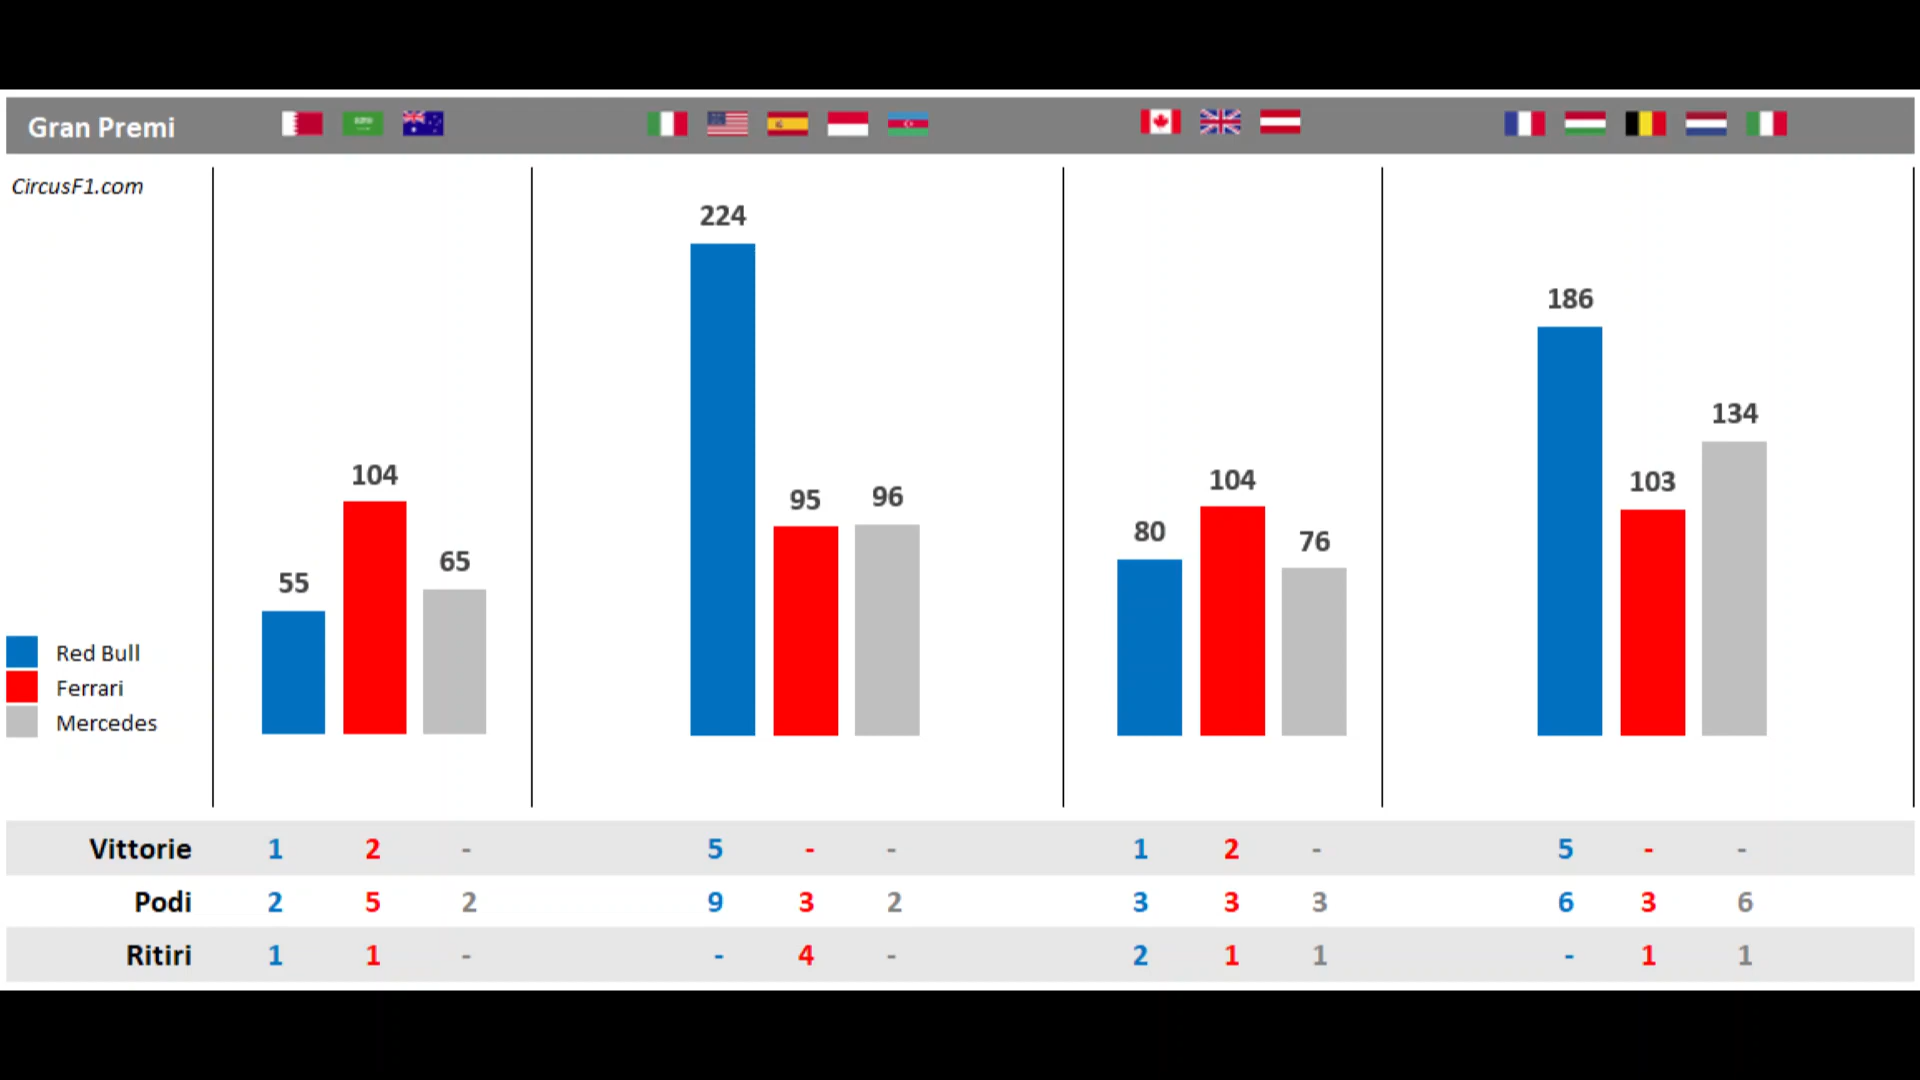 Gran Premi
CircusF1.com
224
186
134
104
104
103
95
96
80
76
65
55
Red Bull
Ferrari
Mercedes
Vittorie 1 2 - 5 - - 1 2 - 5 - -
Podi 2 5 2 9 3 2 3 3 3 6 3 6
Ritiri 1 1 - - 4 - 2 1 1 - 1 1